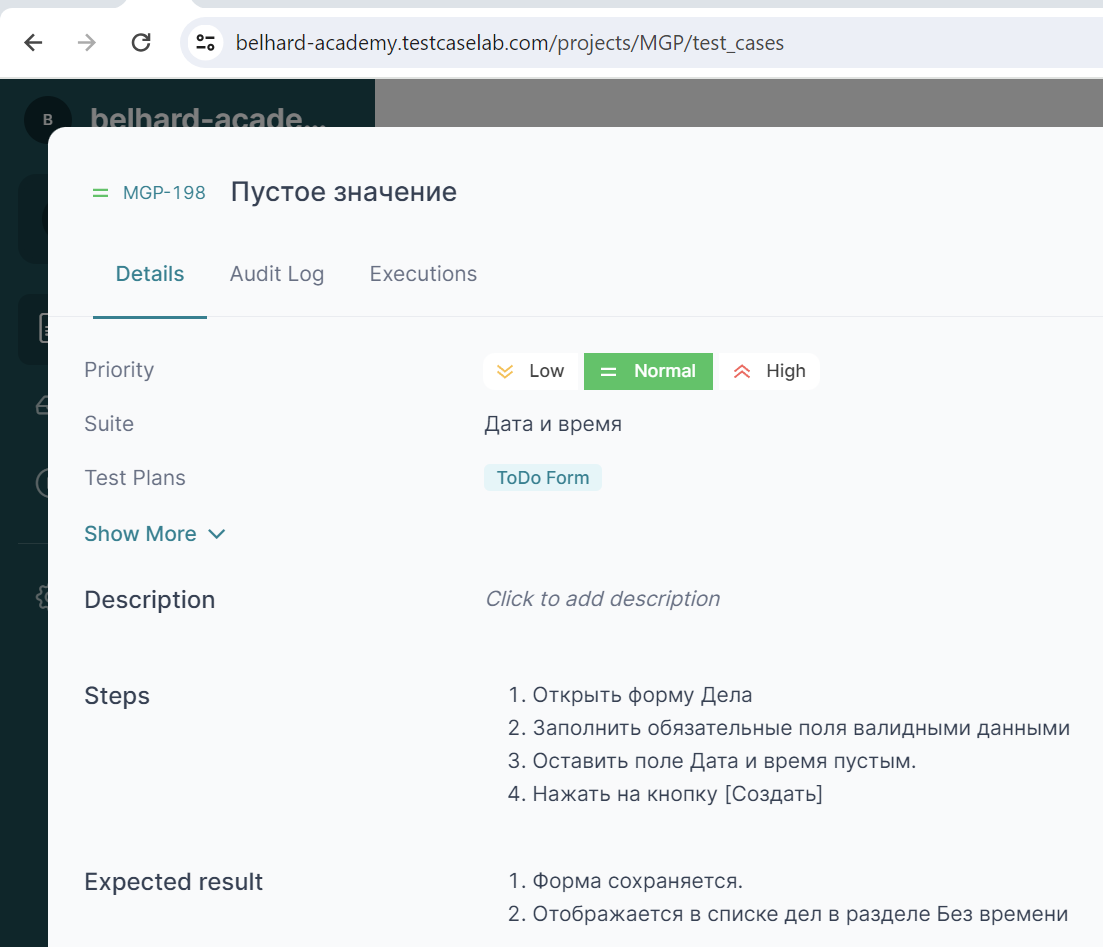 belhard-academy.testcaselab.com/projects/MGP/test_cases
B belhard-acade...
MGP-198 Пустое значение
Details Audit Log Executions
Priority Low Normal High
Suite Дата и время
Test Plans ToDo Form
Show More
Description Click to add description
Steps 1. Открыть форму Дела
2. Заполнить обязательные поля валидными данными
3. Оставить поле Дата и время пустым.
4. Нажать на кнопку [Создать]
Expected result 1. Форма сохраняется.
2. Отображается в списке дел в разделе Без времени